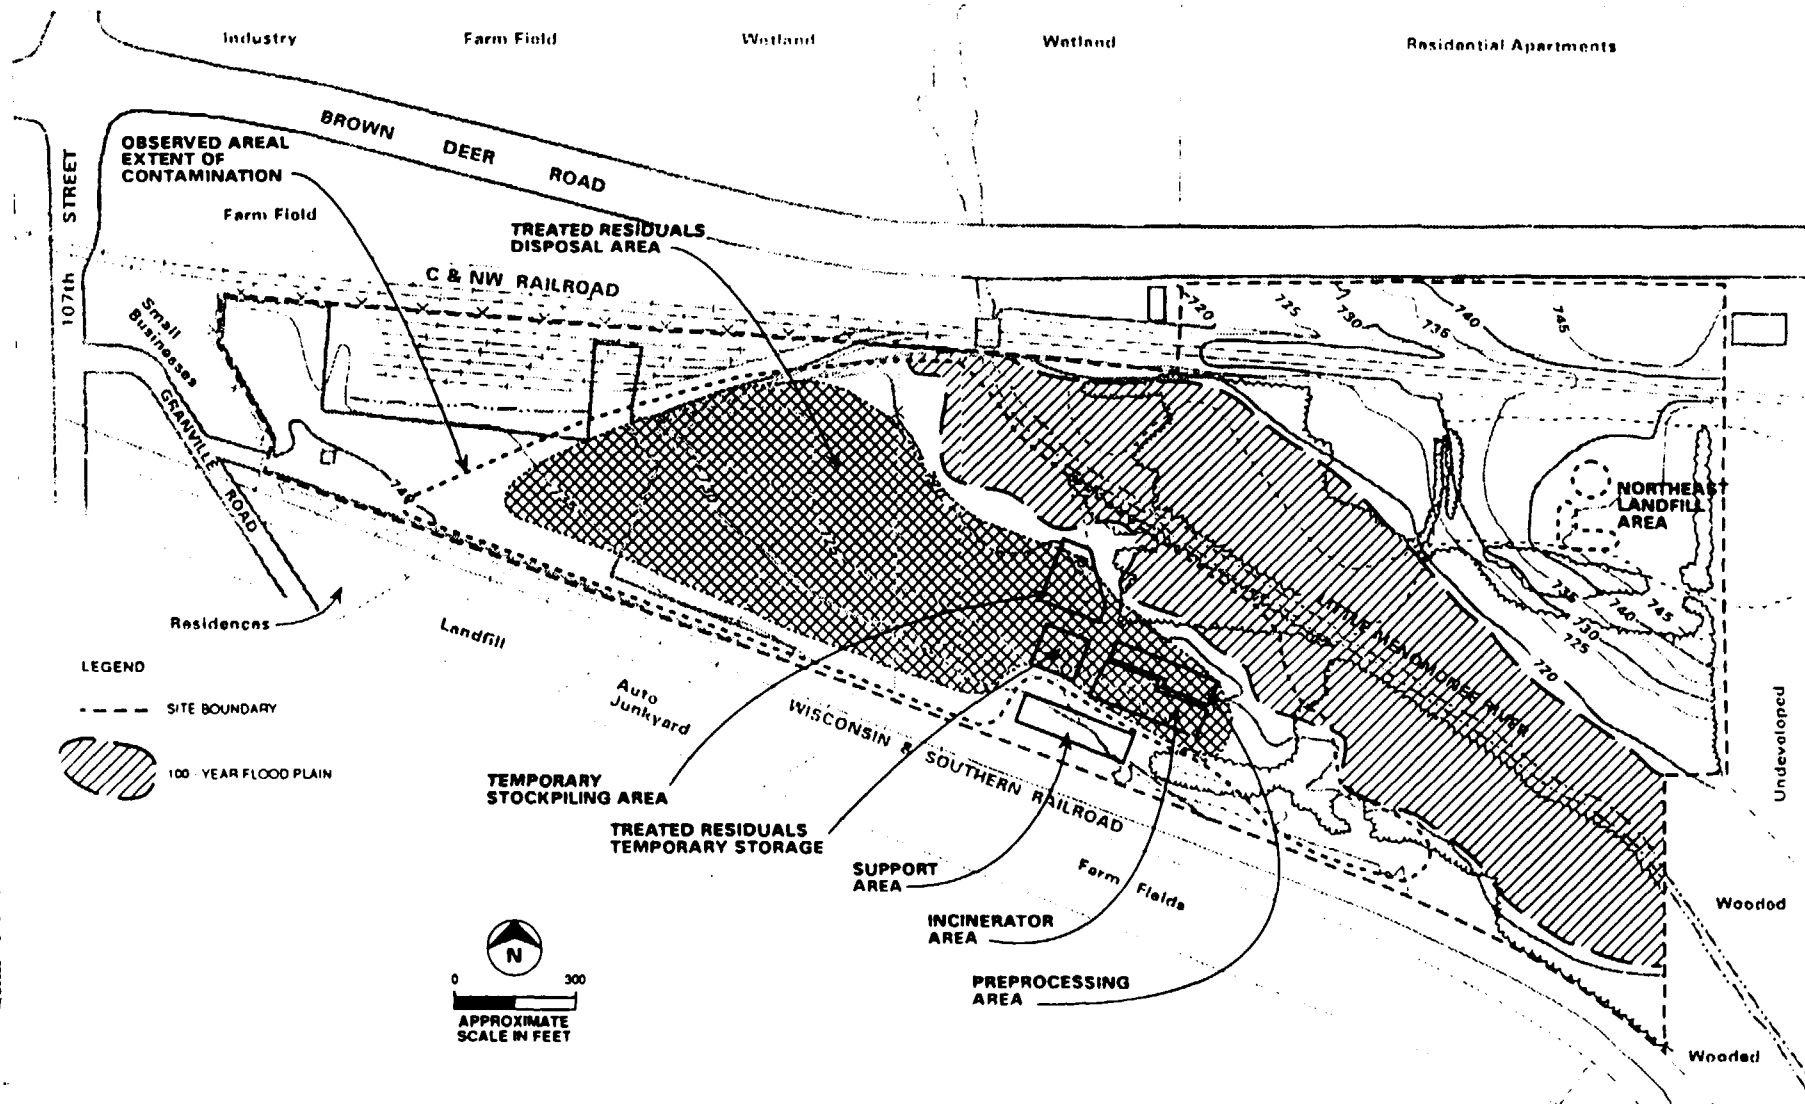 Industry
Farm Field
Wetland
Wetland
Residential Apartments
BROWN DEER ROAD
OBSERVED AREAL
EXTENT OF
CONTAMINATION
107th STREET
Farm Field
TREATED RESIDUALS
DISPOSAL AREA
C & NW RAILROAD
Small
Businesses
GRANVILLE ROAD
720
725
730
735
740
745
740
NORTHEAST
LANDFILL
AREA
735
740
745
730
725
720
LITTLE MENOMONEE RIVER
Residences
Landfill
Auto
Junkyard
WISCONSIN & SOUTHERN RAILROAD
LEGEND
SITE BOUNDARY
100 - YEAR FLOOD PLAIN
TEMPORARY
STOCKPILING AREA
TREATED RESIDUALS
TEMPORARY STORAGE
SUPPORT
AREA
INCINERATOR
AREA
PREPROCESSING
AREA
Farm Fields
Undeveloped
Wooded
Wooded
N
0 300
APPROXIMATE
SCALE IN FEET